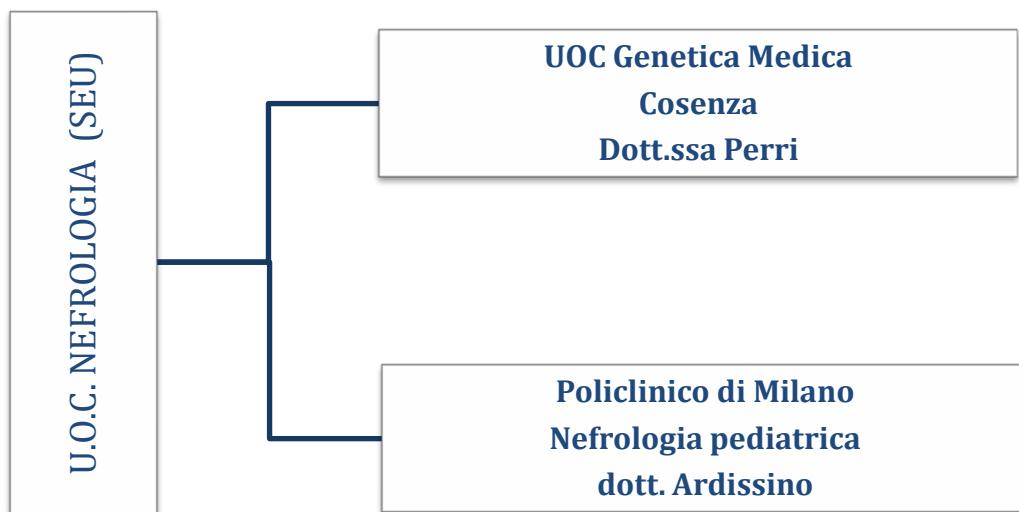 U.O.C. NEFROLOGIA (SEU)
UOC Genetica Medica
Cosenza
Dott.ssa Perri
Policlinico di Milano
Nefrologia pediatrica
dott. Ardissino